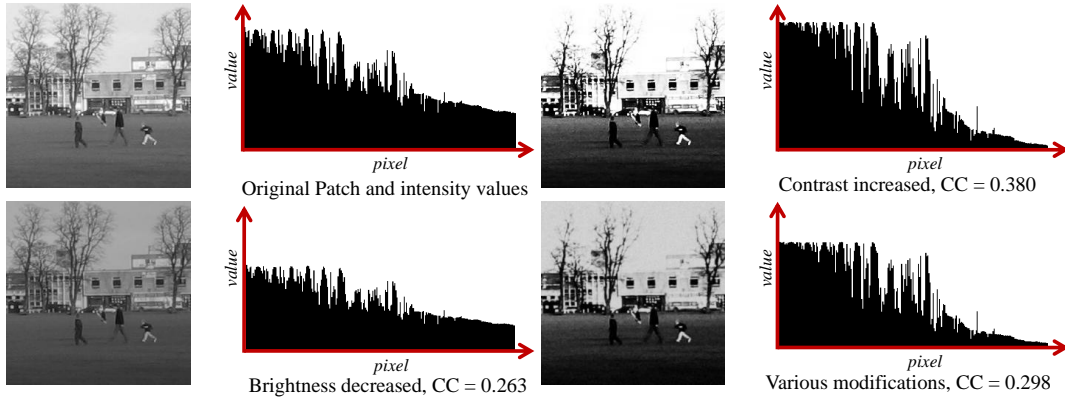 value
pixel
Original Patch and intensity values
value
pixel
Contrast increased, CC = 0.380
value
pixel
Brightness decreased, CC = 0.263
value
pixel
Various modifications, CC = 0.298